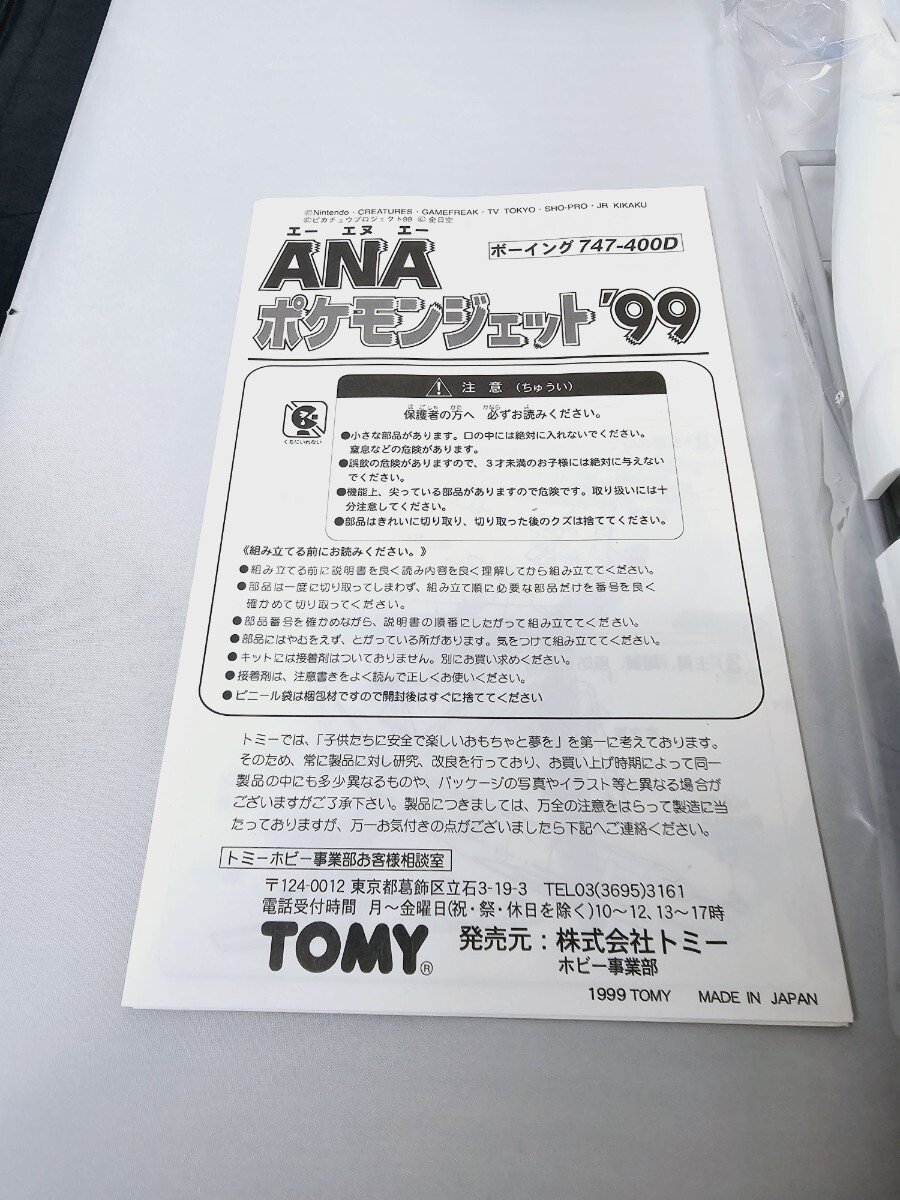 ©Nintendo・CREATURES・GAMEFREAK・TV TOKYO・SHO-PRO・JR KIKAKU
©ピカチュウプロジェクト99 © 全日空
エー エヌ エー
ANA
ボーイング 747-400D
ポケモンジェット'99
注 意 (ちゅうい)
ほごしゃ かた かなら よ
保護者の方へ 必ずお読みください。
くちにいれない
●小さな部品があります。口の中には絶対に入れないでください。
窒息などの危険があります。
●誤飲の危険がありますので、3才未満のお子様には絶対に与えない
でください。
●機能上、尖っている部品がありますので危険です。取り扱いには十
分注意してください。
●部品はきれいに切り取り、切り取った後のクズは捨ててください。
《組み立てる前にお読みください。》
●組み立てる前に説明書を良く読み内容を良く理解してから組み立ててください。
●部品は一度に切り取ってしまわず、組み立て順に必要な部品だけを番号を良く
確かめて切り取ってください。
●部品番号を確かめながら、説明書の順番にしたがって組み立ててください。
●部品にはやむをえず、とがっている所があります。気をつけて組み立ててください。
●キットには接着剤はついておりません。別にお買い求めください。
●接着剤は、注意書きをよく読んで正しくお使いください。
●ビニール袋は梱包材ですので開封後はすぐに捨ててください
トミーでは、「子供たちに安全で楽しいおもちゃと夢を」を第一に考えております。
そのため、常に製品に対し研究、改良を行っており、お買い上げ時期によって同一
製品の中にも多少異なるものや、パッケージの写真やイラスト等と異なる場合が
ございますがご了承下さい。製品につきましては、万全の注意をはらって製造に当
たっておりますが、万一お気付きの点がございましたら下記へご連絡ください。
トミーホビー事業部お客様相談室
〒124-0012 東京都葛飾区立石3-19-3 TEL03(3695)3161
電話受付時間 月～金曜日(祝・祭・休日を除く)10～12、13～17時
TOMY® 発売元：株式会社トミー
ホビー事業部
1999 TOMY MADE IN JAPAN